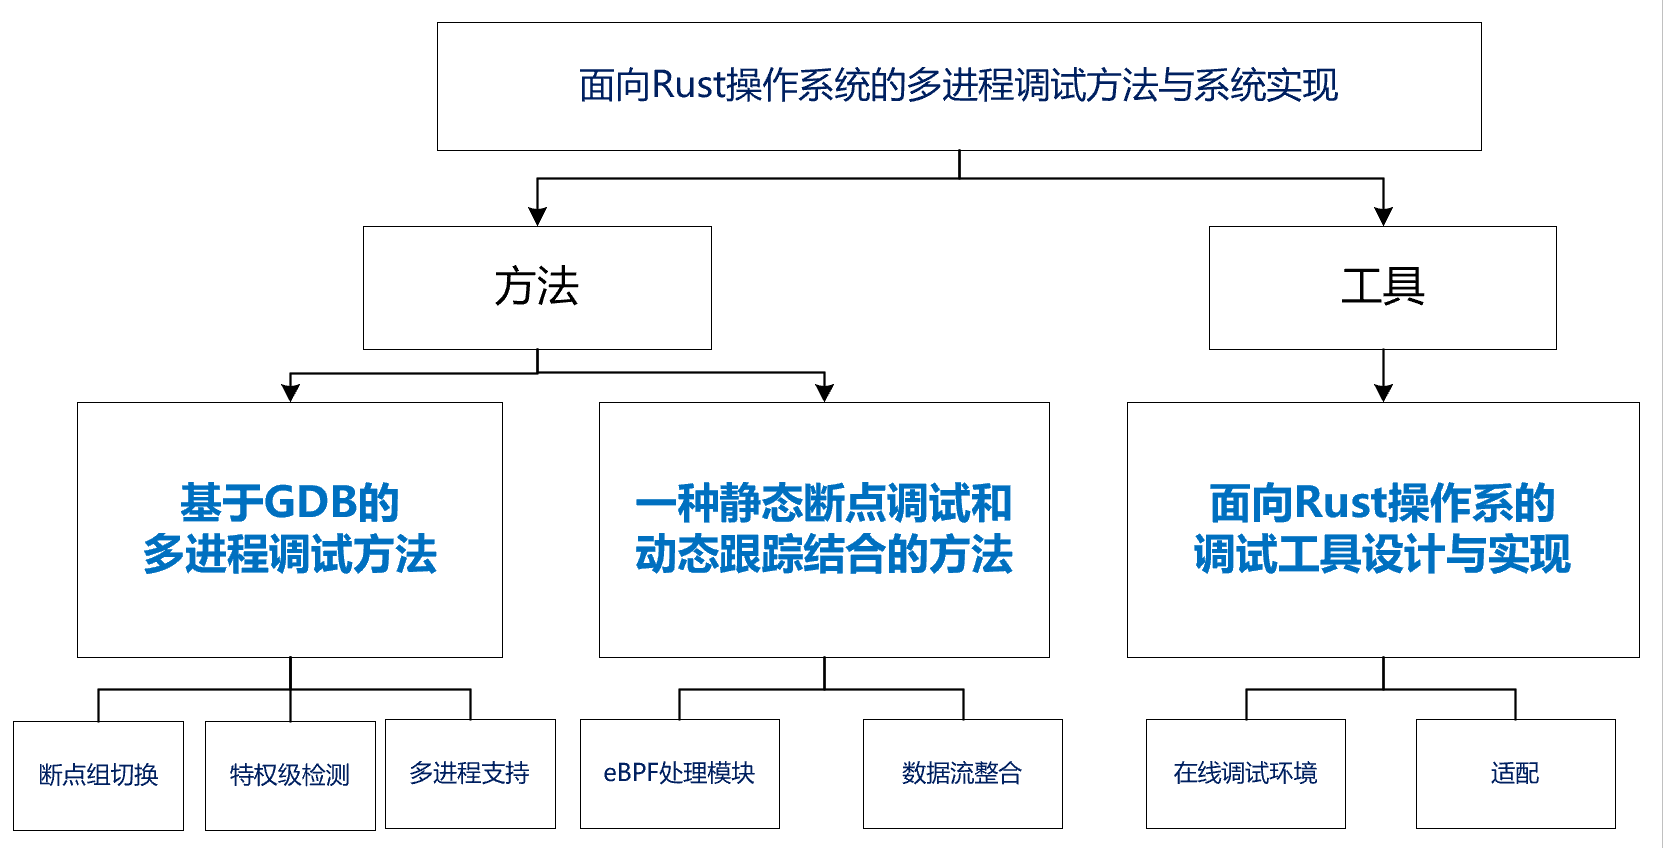 面向Rust操作系统的多进程调试方法与系统实现
方法
工具
基于GDB的
多进程调试方法
一种静态断点调试和
动态跟踪结合的方法
面向Rust操作系的
调试工具设计与实现
断点组切换
特权级检测
多进程支持
eBPF处理模块
数据流整合
在线调试环境
适配